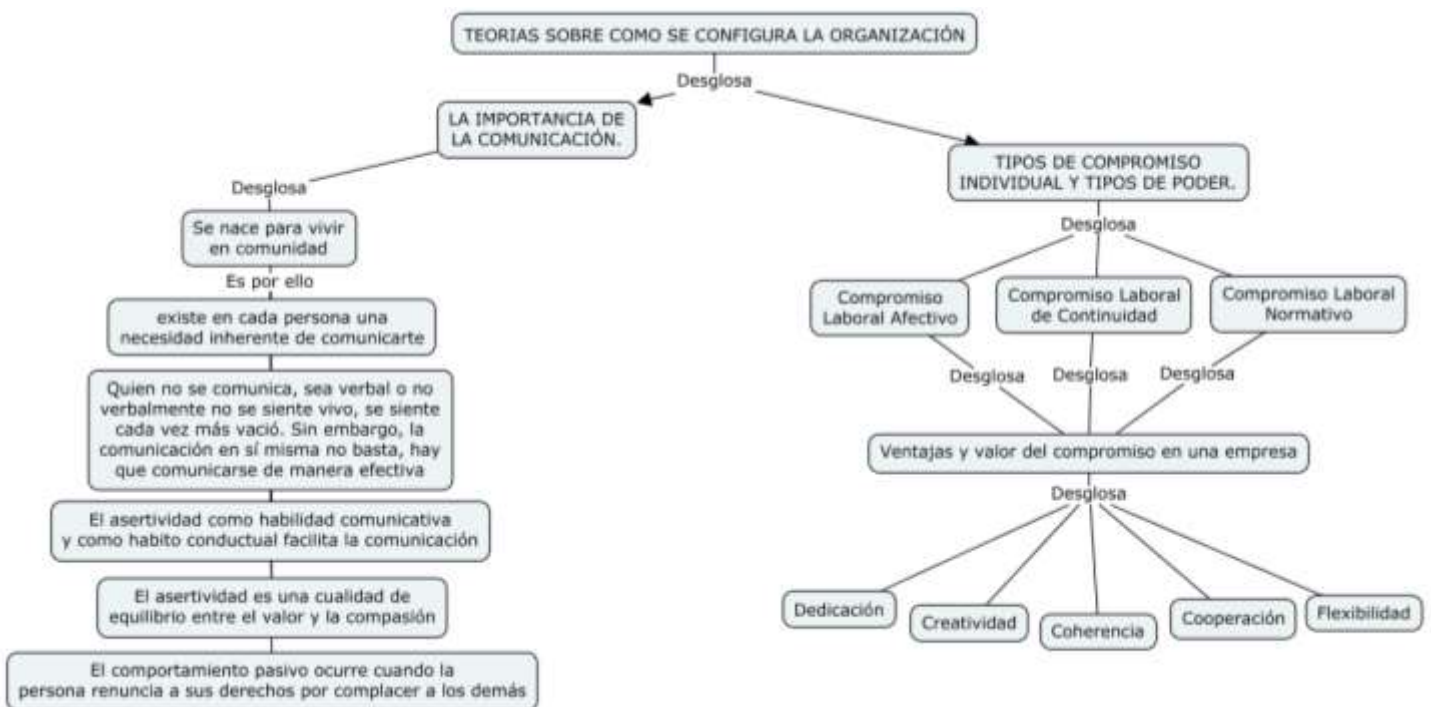 TEORIAS SOBRE COMO SE CONFIGURA LA ORGANIZACIÓN
Desglosa
LA IMPORTANCIA DE
LA COMUNICACIÓN.
Desglosa
Se nace para vivir
en comunidad
Es por ello
existe en cada persona una
necesidad inherente de comunicarte
Quien no se comunica, sea verbal o no
verbalmente no se siente vivo, se siente
cada vez más vació. Sin embargo, la
comunicación en sí misma no basta, hay
que comunicarse de manera efectiva
El asertividad como habilidad comunicativa
y como habito conductual facilita la comunicación
El asertividad es una cualidad de
equilibrio entre el valor y la compasión
El comportamiento pasivo ocurre cuando la
persona renuncia a sus derechos por complacer a los demás
TIPOS DE COMPROMISO
INDIVIDUAL Y TIPOS DE PODER.
Desglosa
Compromiso
Laboral Afectivo
Compromiso Laboral
de Continuidad
Compromiso Laboral
Normativo
Desglosa
Desglosa
Desglosa
Ventajas y valor del compromiso en una empresa
Desglosa
Dedicación
Creatividad
Coherencia
Cooperación
Flexibilidad